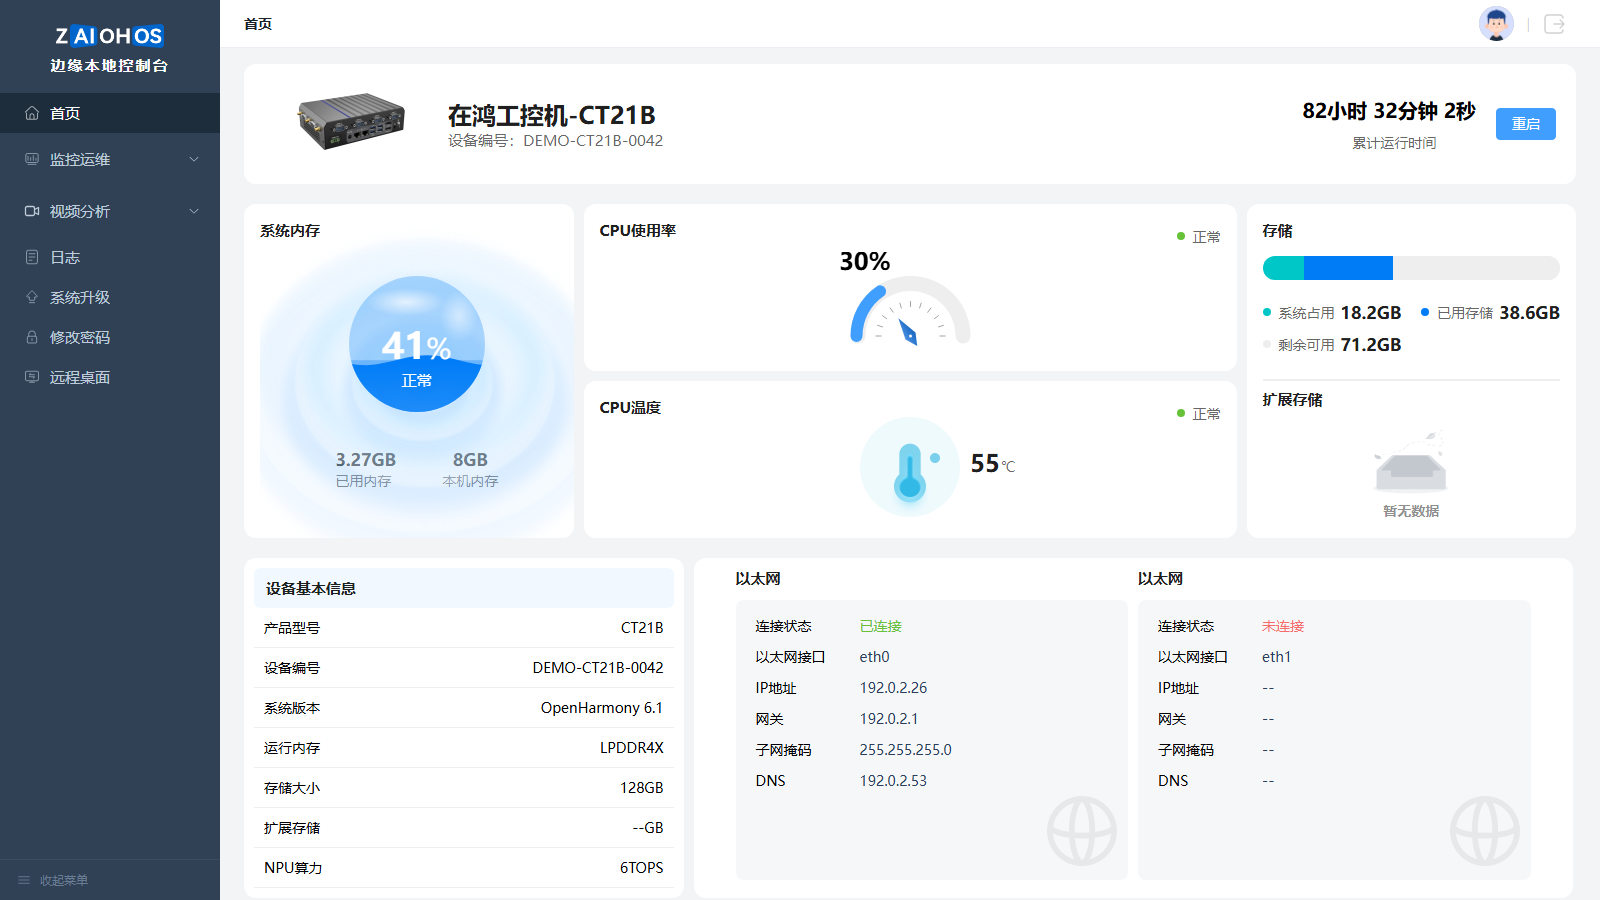 ZAIOHOS
边缘本地控制台
首页
监控运维
视频分析
日志
系统升级
修改密码
远程桌面
收起菜单
首页
在鸿工控机-CT21B
设备编号：DEMO-CT21B-0042
82小时 32分钟 2秒
累计运行时间
重启
系统内存
41%
正常
3.27GB
已用内存
8GB
本机内存
CPU使用率
正常
30%
CPU温度
正常
55℃
存储
系统占用 18.2GB
已用存储 38.6GB
剩余可用 71.2GB
扩展存储
暂无数据
设备基本信息
产品型号 CT21B
设备编号 DEMO-CT21B-0042
系统版本 OpenHarmony 6.1
运行内存 LPDDR4X
存储大小 128GB
扩展存储 --GB
NPU算力 6TOPS
以太网
连接状态 已连接
以太网接口 eth0
IP地址 192.0.2.26
网关 192.0.2.1
子网掩码 255.255.255.0
DNS 192.0.2.53
以太网
连接状态 未连接
以太网接口 eth1
IP地址 --
网关 --
子网掩码 --
DNS --